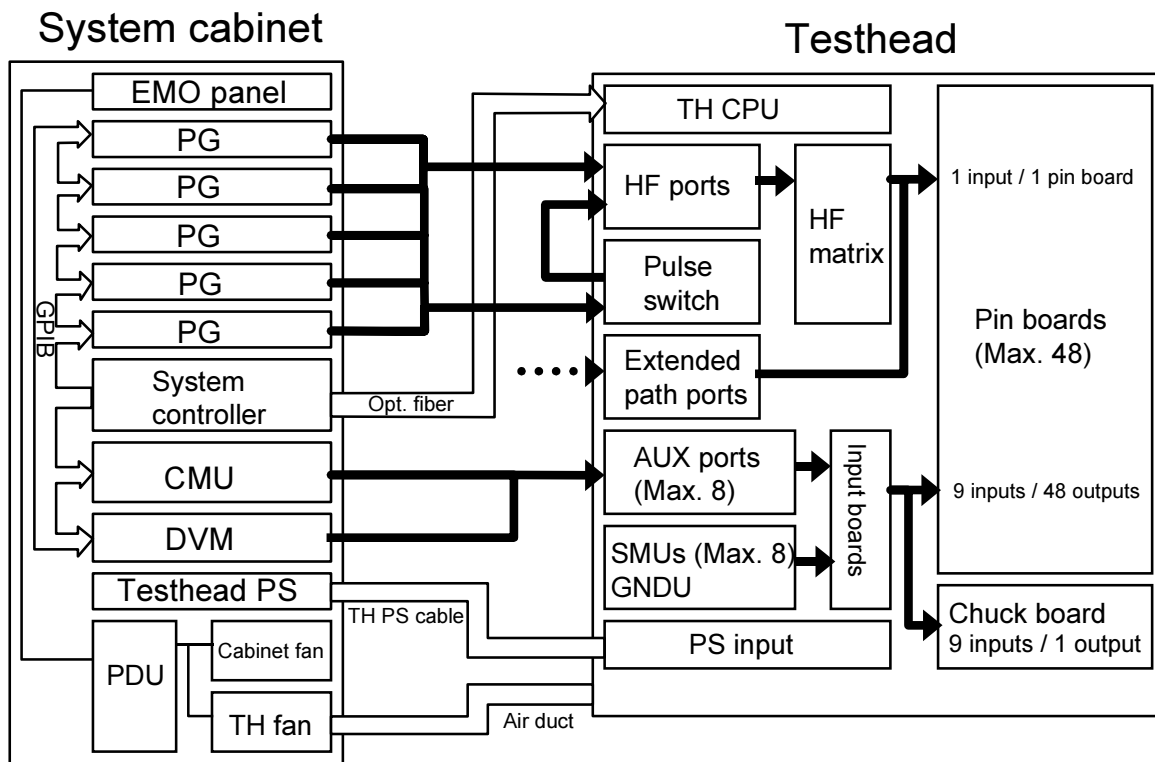 System cabinet
EMO panel
PG
PG
PG
PG
PG
GPIB
System
controller
CMU
DVM
Testhead PS
PDU
Cabinet fan
TH fan
Opt. fiber
TH PS cable
Air duct
Testhead
TH CPU
HF ports
HF
matrix
Pulse
switch
Extended
path ports
AUX ports
(Max. 8)
SMUs (Max. 8)
GNDU
Input boards
PS input
1 input / 1 pin board
Pin boards
(Max. 48)
9 inputs / 48 outputs
Chuck board
9 inputs / 1 output